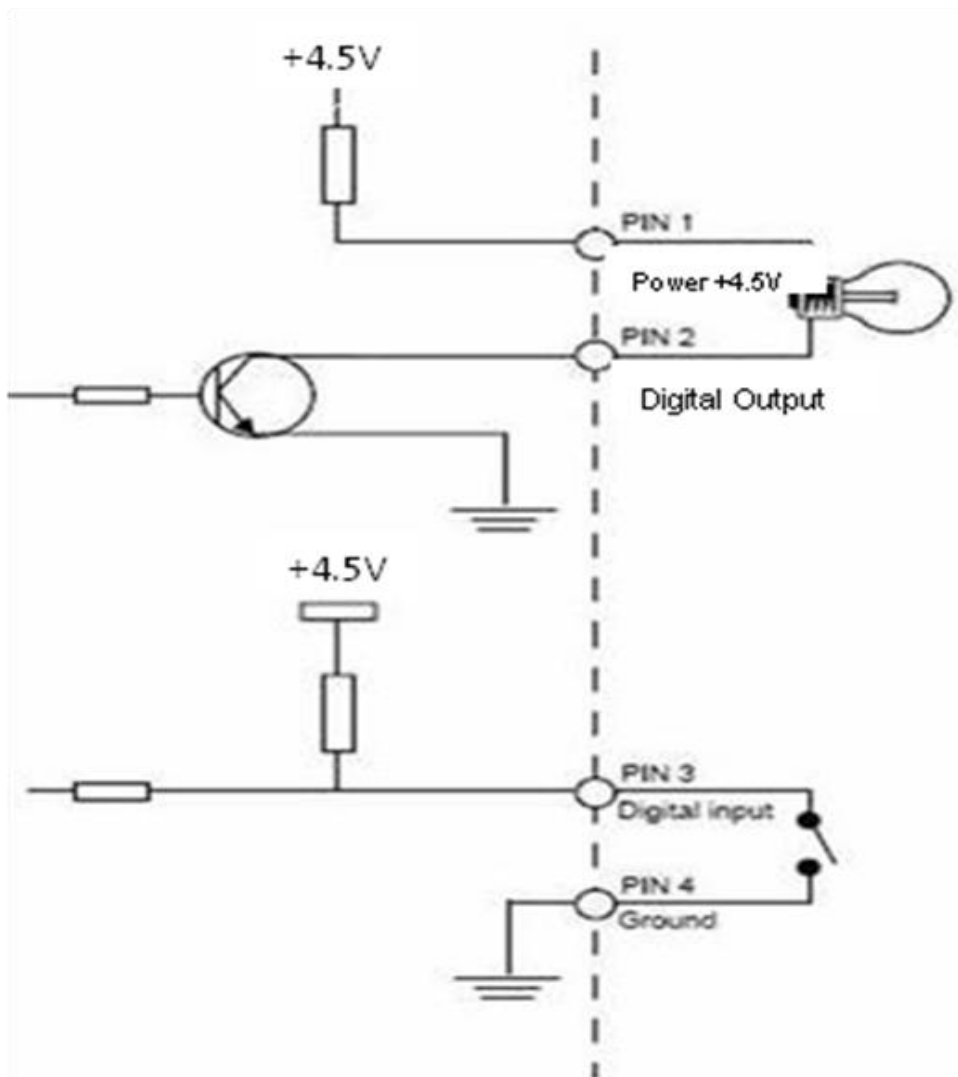 +4.5V
PIN 1
Power +4.5V
PIN 2
Digital Output
+4.5V
PIN 3
Digital input
PIN 4
Ground